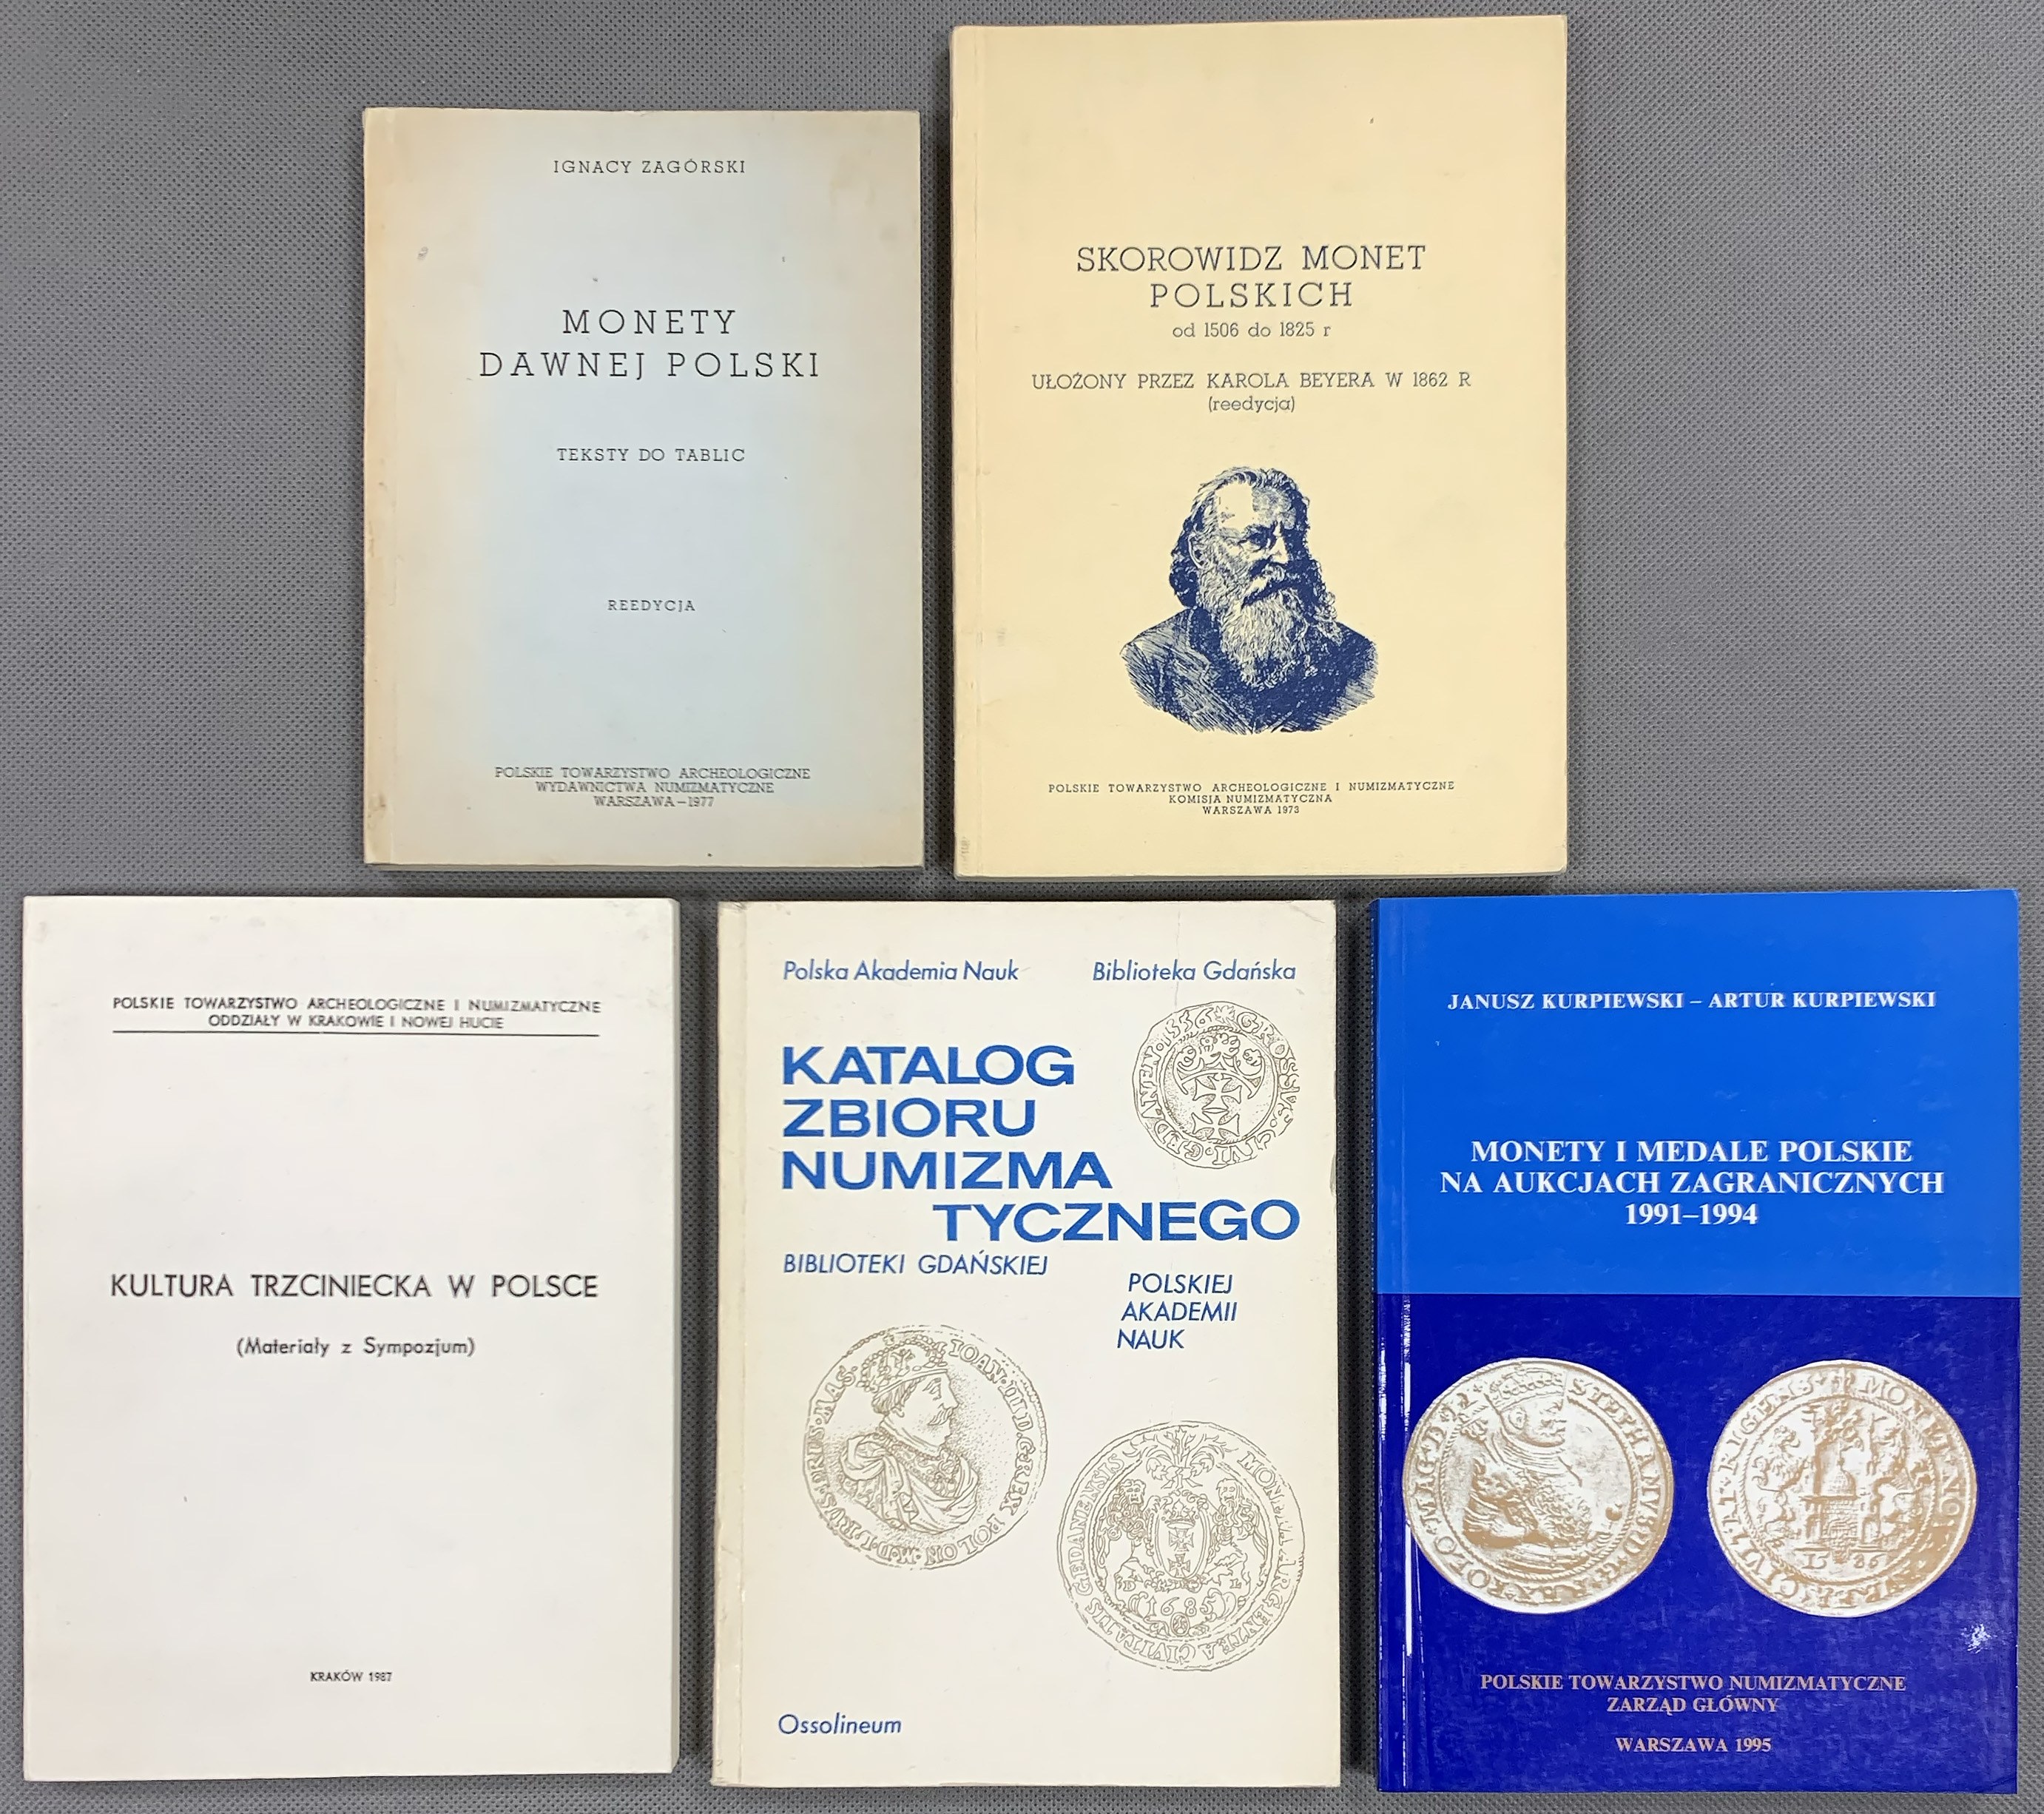 IGNACY ZAGÓRSKI
MONETY
DAWNEJ POLSKI
TEKSTY DO TABLIC
REEDYCJA
POLSKIE TOWARZYSTWO ARCHEOLOGICZNE
WYDAWNICTWA NUMIZMATYCZNE
WARSZAWA—1977
SKOROWIDZ MONET
POLSKICH
od 1506 do 1825 r
UŁOŻONY PRZEZ KAROLA BEYERA W 1862 R
(reedycja)
POLSKIE TOWARZYSTWO ARCHEOLOGICZNE I NUMIZMATYCZNE
KOMISJA NUMIZMATYCZNA
WARSZAWA 1973
POLSKIE TOWARZYSTWO ARCHEOLOGICZNE I NUMIZMATYCZNE
ODDZIAŁY W KRAKOWIE I NOWEJ HUCIE
KULTURA TRZCINIECKA W POLSCE
(Materiały z Sympozjum)
KRAKÓW 1987
Polska Akademia Nauk
Biblioteka Gdańska
KATALOG
ZBIORU
NUMIZMA
TYCZNEGO
BIBLIOTEKI GDAŃSKIEJ
POLSKIEJ
AKADEMII
NAUK
1685
Ossolineum
JANUSZ KURPIEWSKI – ARTUR KURPIEWSKI
MONETY I MEDALE POLSKIE
NA AUKCJACH ZAGRANICZNYCH
1991–1994
1586
POLSKIE TOWARZYSTWO NUMIZMATYCZNE
ZARZĄD GŁÓWNY
WARSZAWA 1995